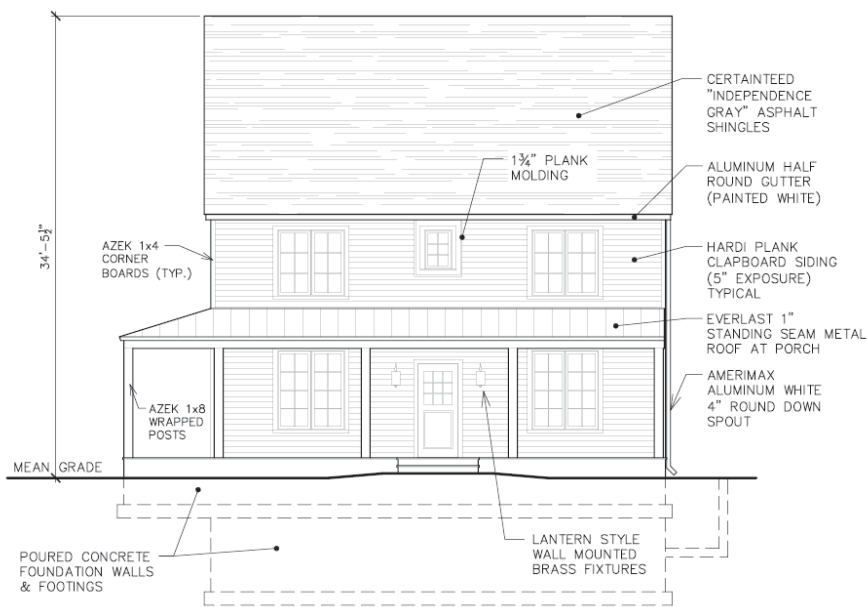 CERTAINTEED
"INDEPENDENCE
GRAY" ASPHALT
SHINGLES
1¾" PLANK
MOLDING
ALUMINUM HALF
ROUND GUTTER
(PAINTED WHITE)
34'-5½"
AZEK 1x4
CORNER
BOARDS (TYP.)
HARDI PLANK
CLAPBOARD SIDING
(5" EXPOSURE)
TYPICAL
EVERLAST 1"
STANDING SEAM METAL
ROOF AT PORCH
AZEK 1x8
WRAPPED
POSTS
AMERIMAX
ALUMINUM WHITE
4" ROUND DOWN
SPOUT
MEAN GRADE
POURED CONCRETE
FOUNDATION WALLS
& FOOTINGS
LANTERN STYLE
WALL MOUNTED
BRASS FIXTURES